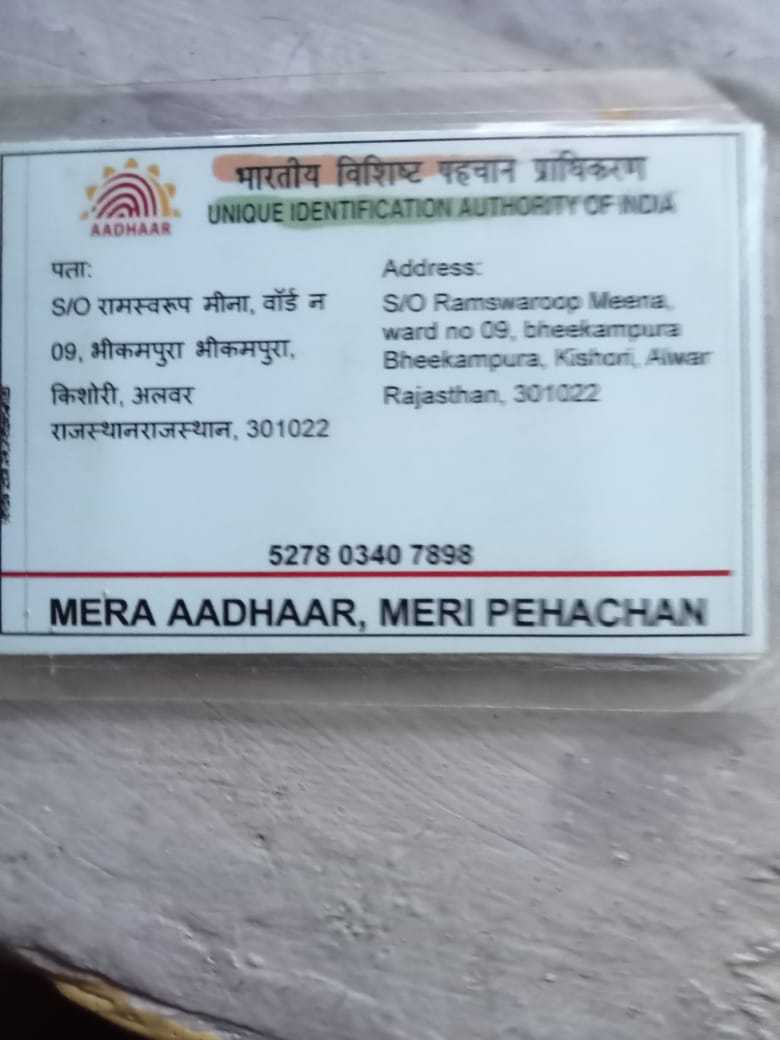 भारतीय विशिष्ट पहचान प्राधिकरण
UNIQUE IDENTIFICATION AUTHORITY OF INDIA
AADHAAR
पता:
S/O रामस्वरूप मीना, वॉर्ड न
09, भीकमपुरा भीकमपुरा,
किशोरी, अलवर
राजस्थानराजस्थान, 301022
Address:
S/O Ramswaroop Meena,
ward no 09, bheekampura
Bheekampura, Kishori, Alwar
Rajasthan, 301022
5278 0340 7898
MERA AADHAAR, MERI PEHACHAN